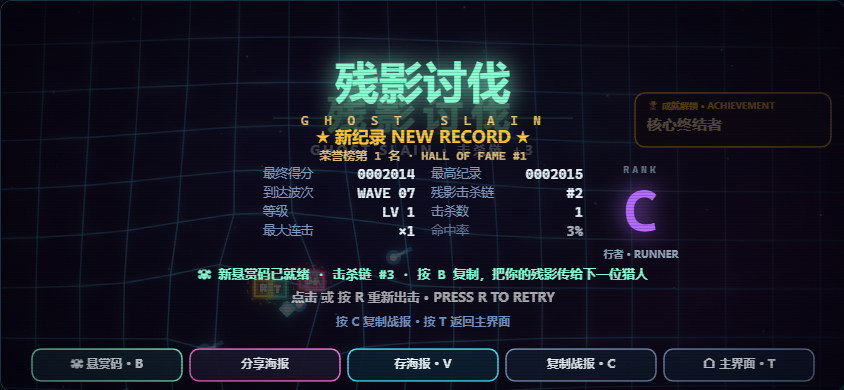 残影讨伐
GHOST SLAIN
★ 新纪录 NEW RECORD ★
荣誉榜第 1 名 · HALL OF FAME #1
成就解锁 • ACHIEVEMENT
核心终结者
最终得分 0002014 最高纪录 0002015
到达波次 WAVE 07 残影击杀链 #2
等级 LV 1 击杀数 1
最大连击 ×1 命中率 3%
RANK
C
行者 • RUNNER
新悬赏码已就绪 · 击杀链 #3 · 按 B 复制，把你的残影传给下一位猎人
点击 或 按 R 重新出击 • PRESS R TO RETRY
按 C 复制战报 • 按 T 返回主界面
悬赏码 • B
分享海报
存海报 • V
复制战报 • C
主界面 • T